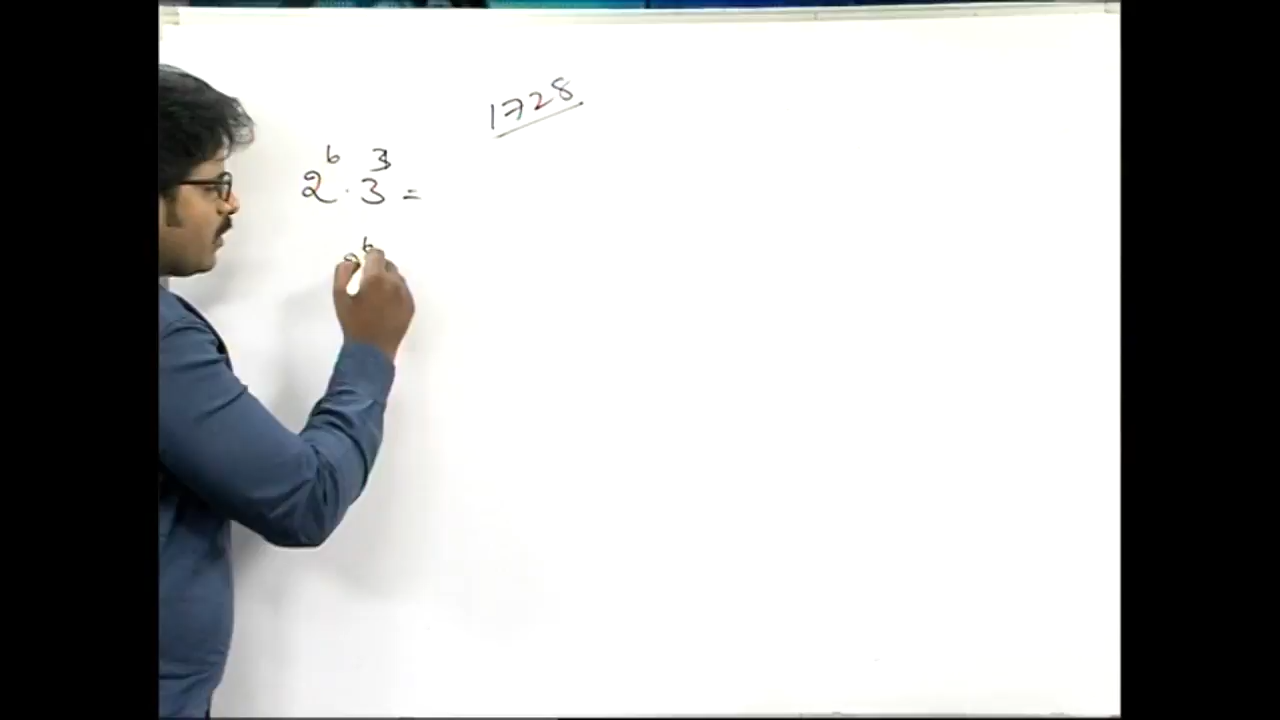 1728
2⁶ · 3³ =